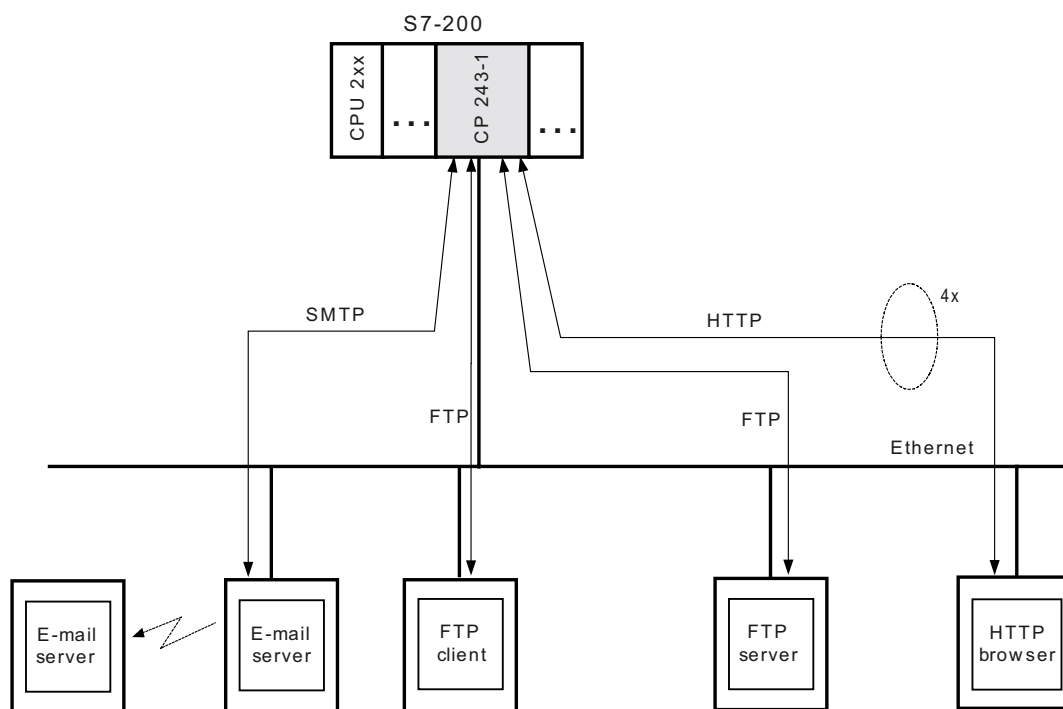 S7-200
CPU 2xx
...
CP 243-1
...
4x
SMTP
HTTP
FTP
FTP
Ethernet
E-mail
server
E-mail
server
FTP
client
FTP
server
HTTP
browser